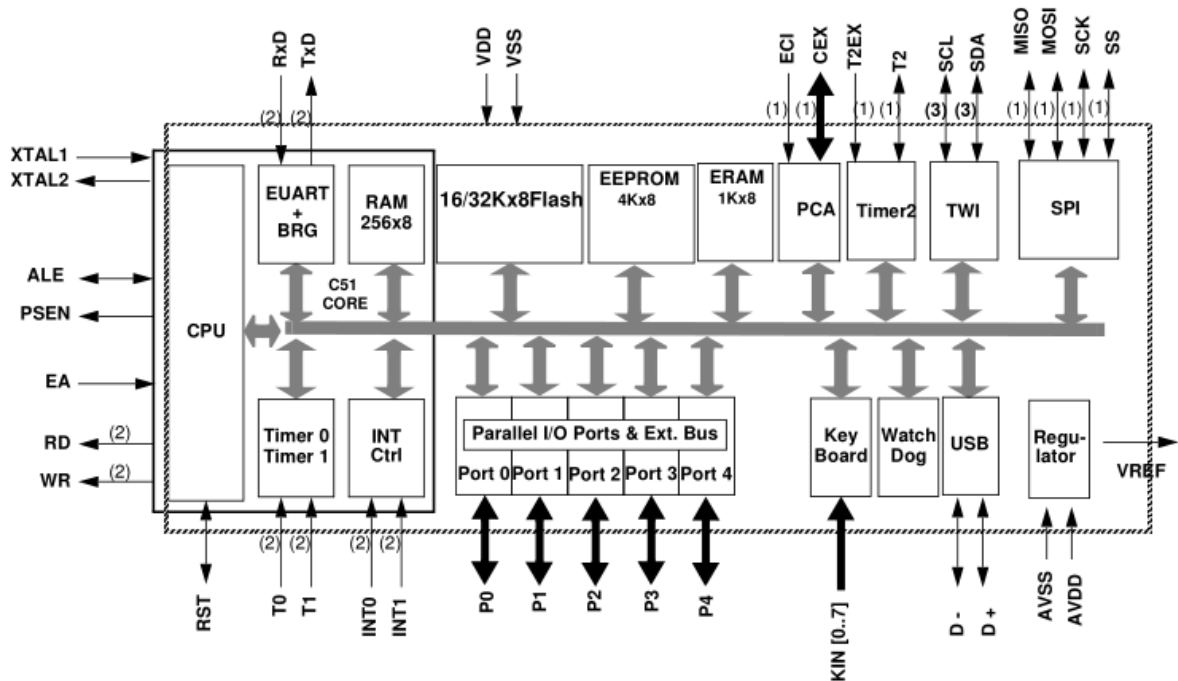 RxD
TxD
VDD
VSS
ECI
CEX
T2EX
T2
SCL
SDA
MISO
MOSI
SCK
SS
(2) (2)
(1) (1) (1) (1) (3) (3) (1) (1) (1) (1)
XTAL1
XTAL2
ALE
PSEN
EA
RD (2)
WR (2)
CPU
EUART
+
BRG
RAM
256x8
C51
CORE
16/32Kx8Flash
EEPROM
4Kx8
ERAM
1Kx8
PCA
Timer2
TWI
SPI
Timer 0
Timer 1
INT
Ctrl
Parallel I/O Ports & Ext. Bus
Port 0 Port 1 Port 2 Port 3 Port 4
Key
Board
Watch
Dog
USB
Regu-
lator
VREF
(2) (2) (2) (2)
RST
T0
T1
INT0
INT1
P0
P1
P2
P3
P4
KIN [0..7]
D -
D +
AVSS
AVDD